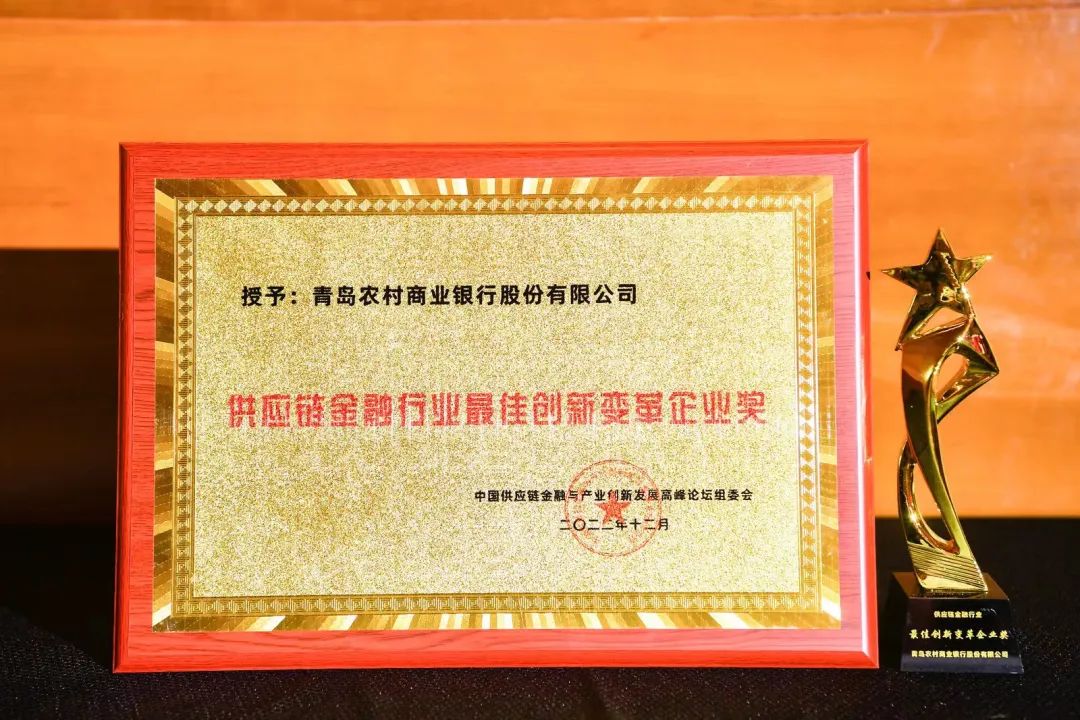 授予：青岛农村商业银行股份有限公司
供应链金融行业最佳创新变革企业奖
中国供应链金融与产业创新发展高峰论坛组委会
二〇二二年十二月
供应链金融行业
最佳创新变革企业奖
青岛农村商业银行股份有限公司